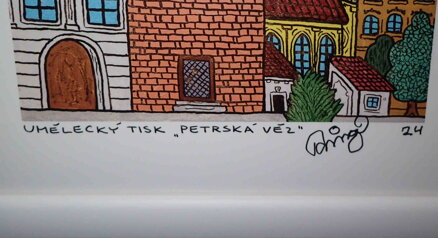 UMĚLECKÝ TISK „PETRSKÁ VĚŽ" 24